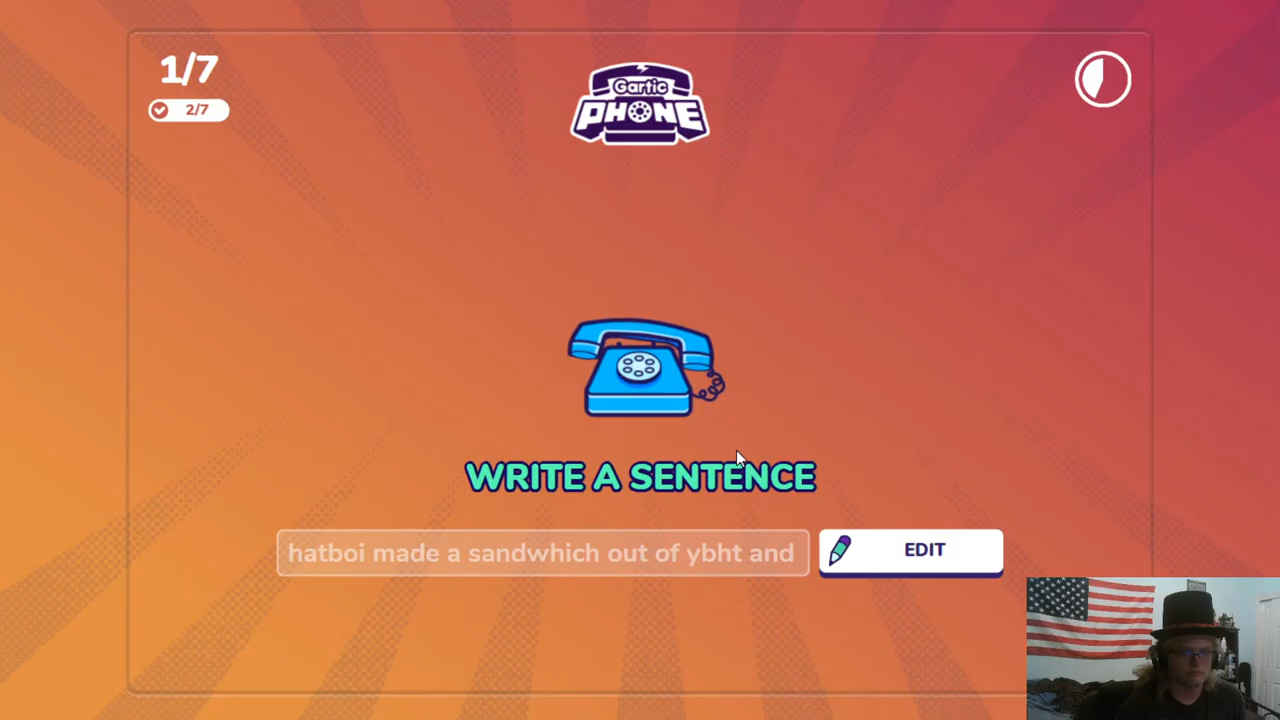 1/7
2/7
Gartic
PHONE
WRITE A SENTENCE
hatboi made a sandwhich out of ybht and
EDIT